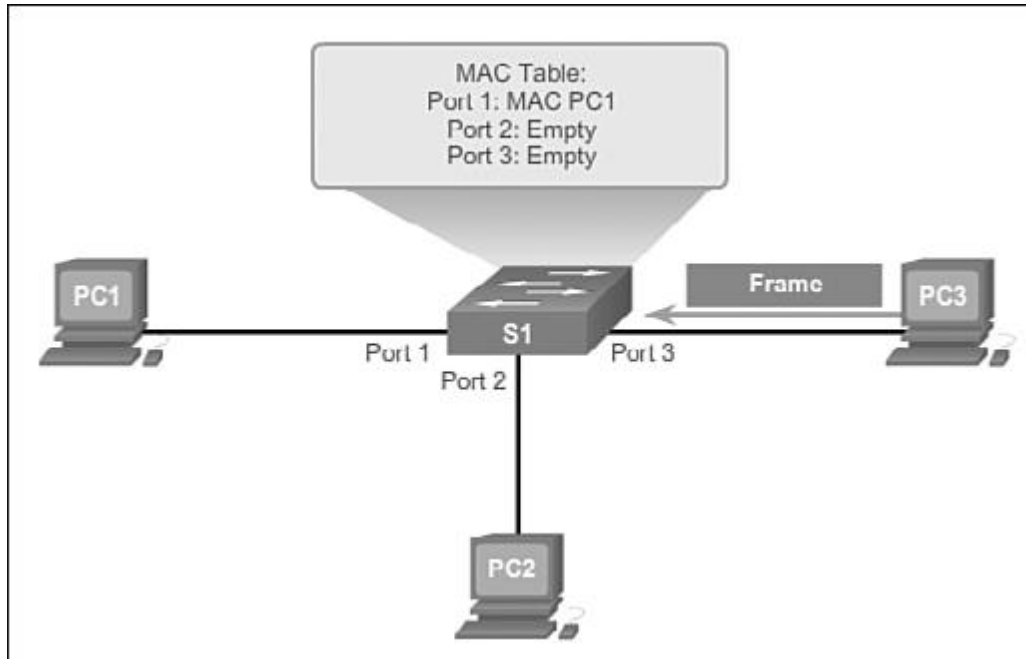 MAC Table:
Port 1: MAC PC1
Port 2: Empty
Port 3: Empty
PC1
Frame
PC3
S1
Port 1
Port 3
Port 2
PC2